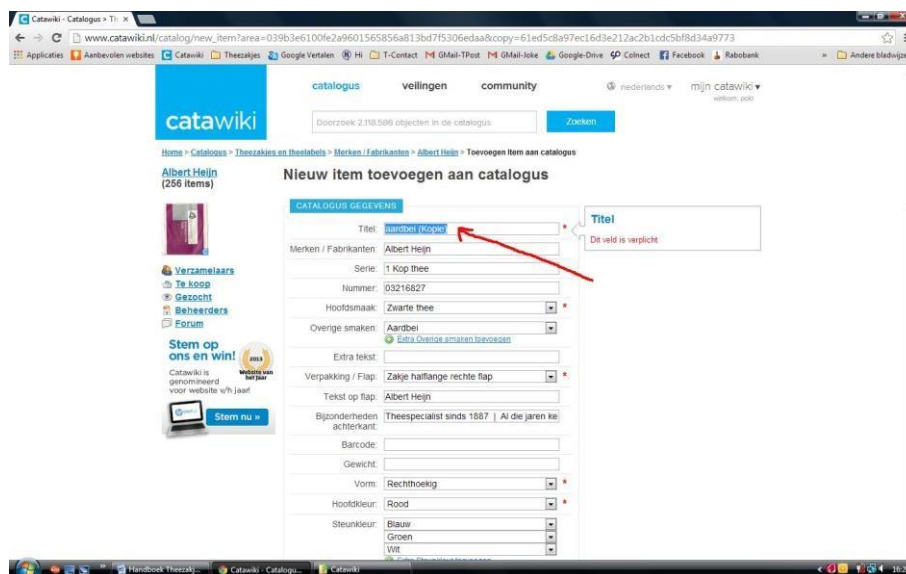 Catawiki - Catalogus > Th
www.catawiki.nl/catalog/new_item?area=039b3e6100fe2a9601565856a813bd7f5306edaa&copy=61ed5c8a97ec16d3e212ac2b1cdc5bf8d34a9773
Applicaties Aanbevolen websites Catawiki Theezakjes Google Vertalen Hi T-Contact GMail-TPost GMail-Joke Google-Drive Colnect Facebook Rabobank » Andere bladwijze
catalogus veilingen community nederlands mijn catawiki
welkom, poki
catawiki
Doorzoek 2.118.586 objecten in de catalogus Zoeken
Home > Catalogus > Theezakjes en theelabels > Merken / Fabrikanten > Albert Heijn > Toevoegen Item aan catalogus
Albert Heijn
(256 items)
Nieuw item toevoegen aan catalogus
CATALOGUS GEGEVENS
Titel: aardbei (Kopie) *
Titel
Dit veld is verplicht
Merken / Fabrikanten: Albert Heijn
Serie: 1 Kop thee
Nummer: 03216827
Hoofdsmaak: Zwarte thee *
Overige smaken: Aardbei
Extra Overige smaken toevoegen
Extra tekst:
Verpakking / Flap: Zakje halflange rechte flap *
Tekst op flap: Albert Heijn
Bijzonderheden achterkant: Theespecialist sinds 1887 | Al die jaren ke
Barcode:
Gewicht:
Vorm: Rechthoekig *
Hoofdkleur: Rood *
Steunkleur: Blauw
Groen
Wit
Extra Steunkleur toevoegen
Verzamelaars
Te koop
Gezocht
Beheerders
Forum
Stem op
ons en win!
2013
Website van
het Jaar
Catawiki is
genomineerd
voor website v/h jaar!
Stem nu »
Handboek Theezakj... Catawiki - Catalogu... Catawiki